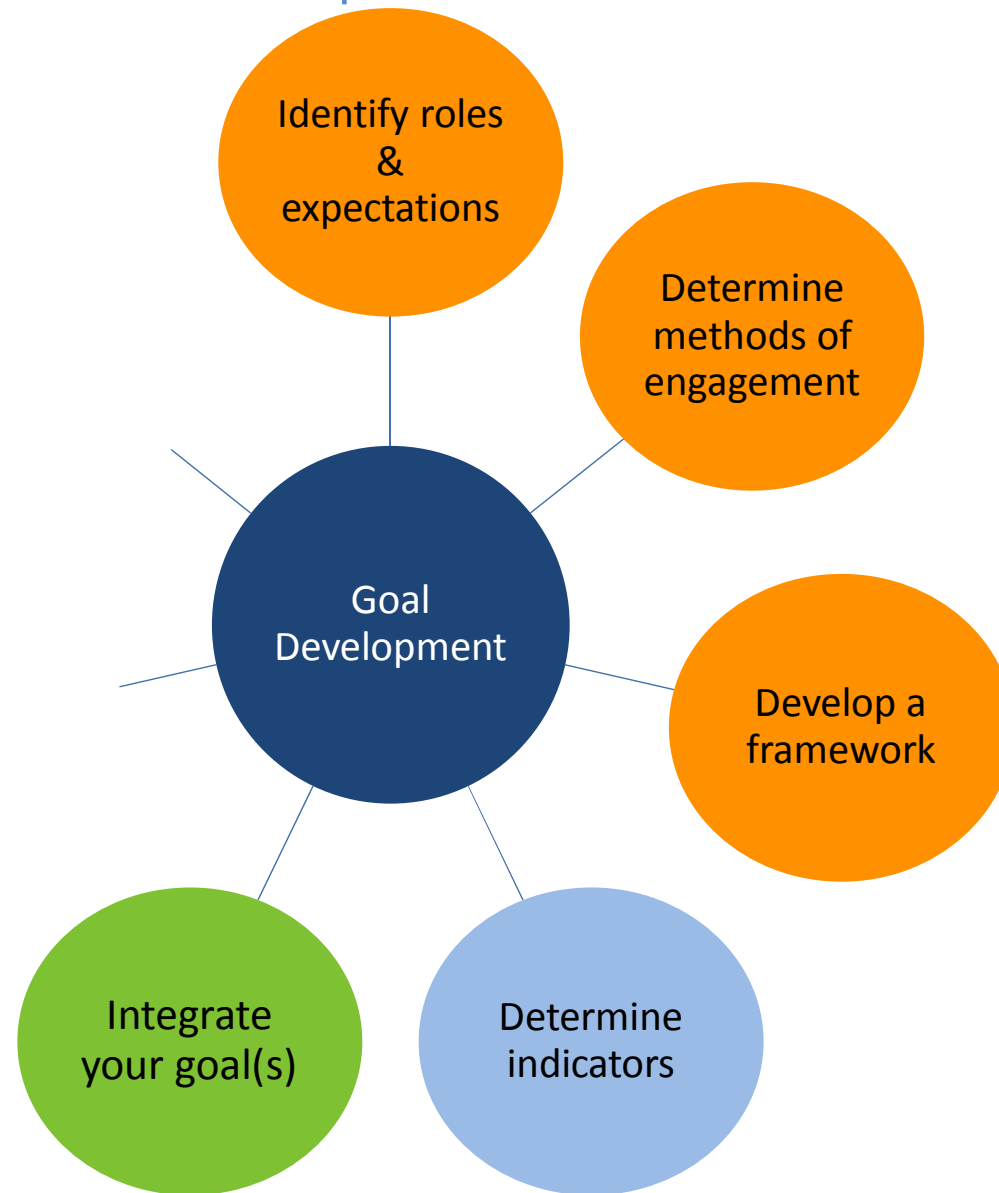 Identify roles
&
expectations
Determine
methods of
engagement
Goal
Development
Develop a
framework
Integrate
your goal(s)
Determine
indicators